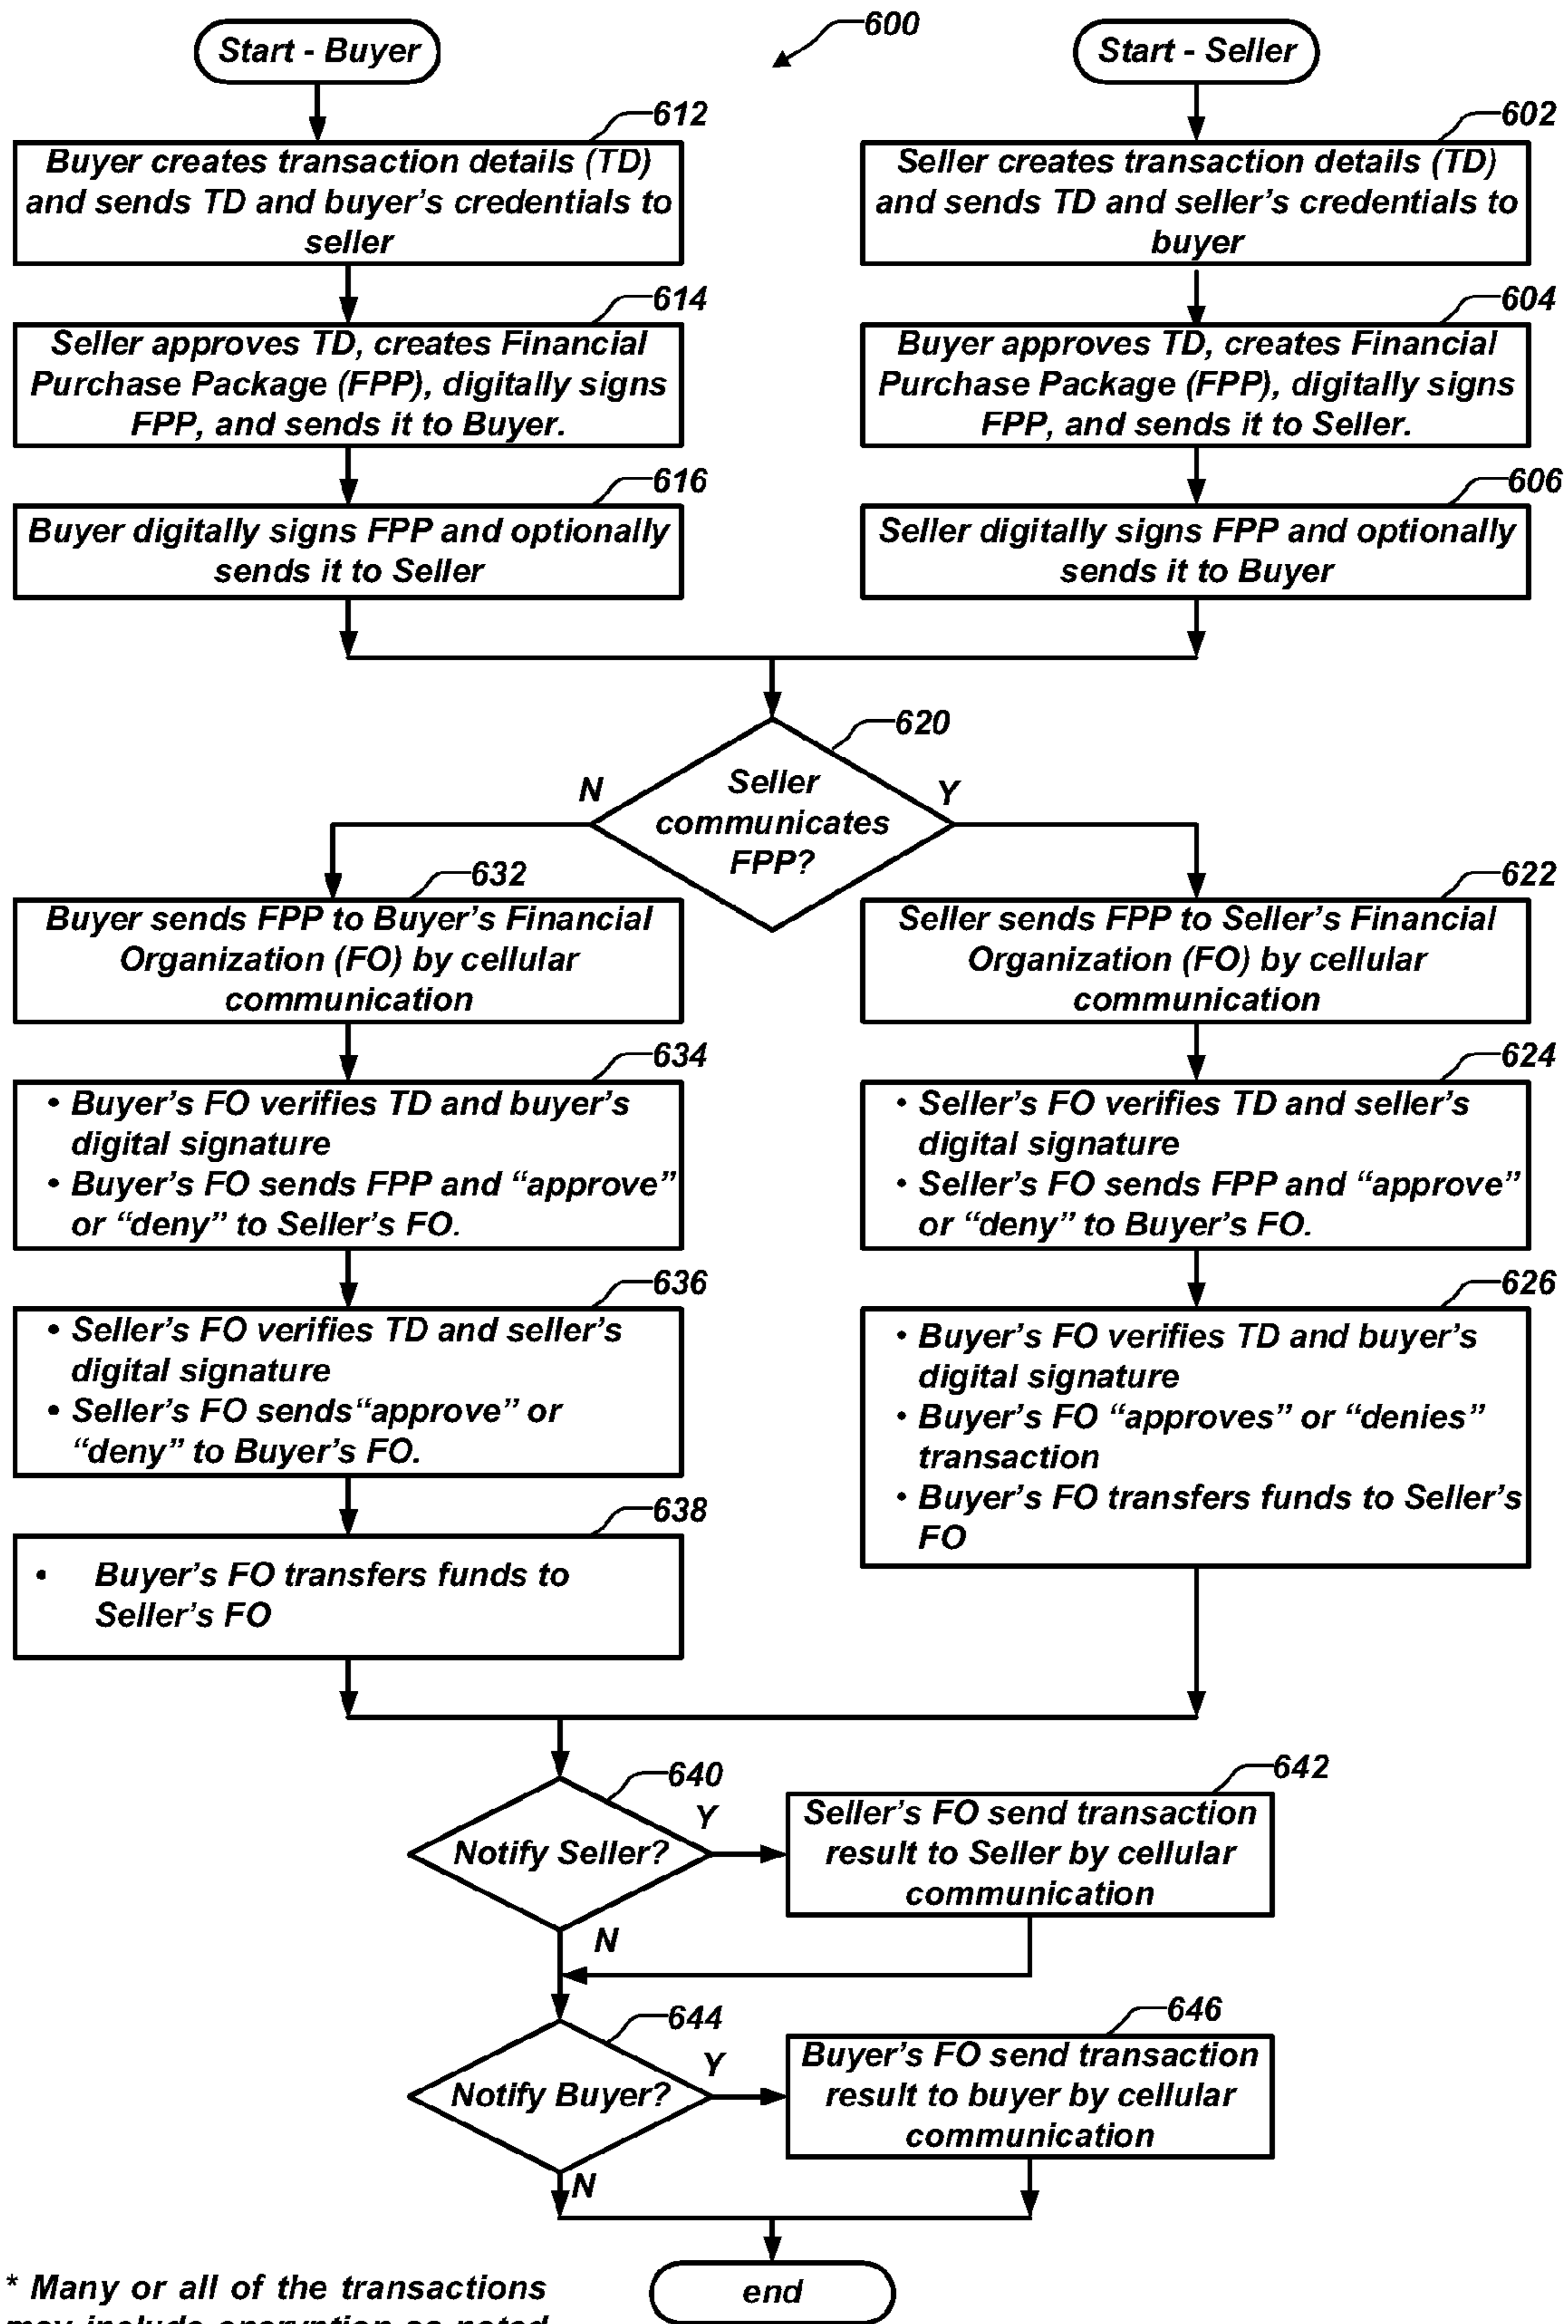 600
Start - Buyer
612
Buyer creates transaction details (TD)
and sends TD and buyer's credentials to
seller
614
Seller approves TD, creates Financial
Purchase Package (FPP), digitally signs
FPP, and sends it to Buyer.
616
Buyer digitally signs FPP and optionally
sends it to Seller
Start - Seller
602
Seller creates transaction details (TD)
and sends TD and seller's credentials to
buyer
604
Buyer approves TD, creates Financial
Purchase Package (FPP), digitally signs
FPP, and sends it to Seller.
606
Seller digitally signs FPP and optionally
sends it to Buyer
620
Seller
communicates
FPP?
N
Y
632
Buyer sends FPP to Buyer's Financial
Organization (FO) by cellular
communication
634
• Buyer's FO verifies TD and buyer's
digital signature
• Buyer's FO sends FPP and “approve”
or “deny” to Seller's FO.
636
• Seller's FO verifies TD and seller's
digital signature
• Seller's FO sends“approve” or
“deny” to Buyer's FO.
638
• Buyer's FO transfers funds to
Seller's FO
622
Seller sends FPP to Seller's Financial
Organization (FO) by cellular
communication
624
• Seller's FO verifies TD and seller's
digital signature
• Seller's FO sends FPP and “approve”
or “deny” to Buyer's FO.
626
• Buyer's FO verifies TD and buyer's
digital signature
• Buyer's FO “approves” or “denies”
transaction
• Buyer's FO transfers funds to Seller's
FO
640
Notify Seller?
Y
N
642
Seller's FO send transaction
result to Seller by cellular
communication
644
Notify Buyer?
Y
N
646
Buyer's FO send transaction
result to buyer by cellular
communication
end
* Many or all of the transactions
may include encryption as noted